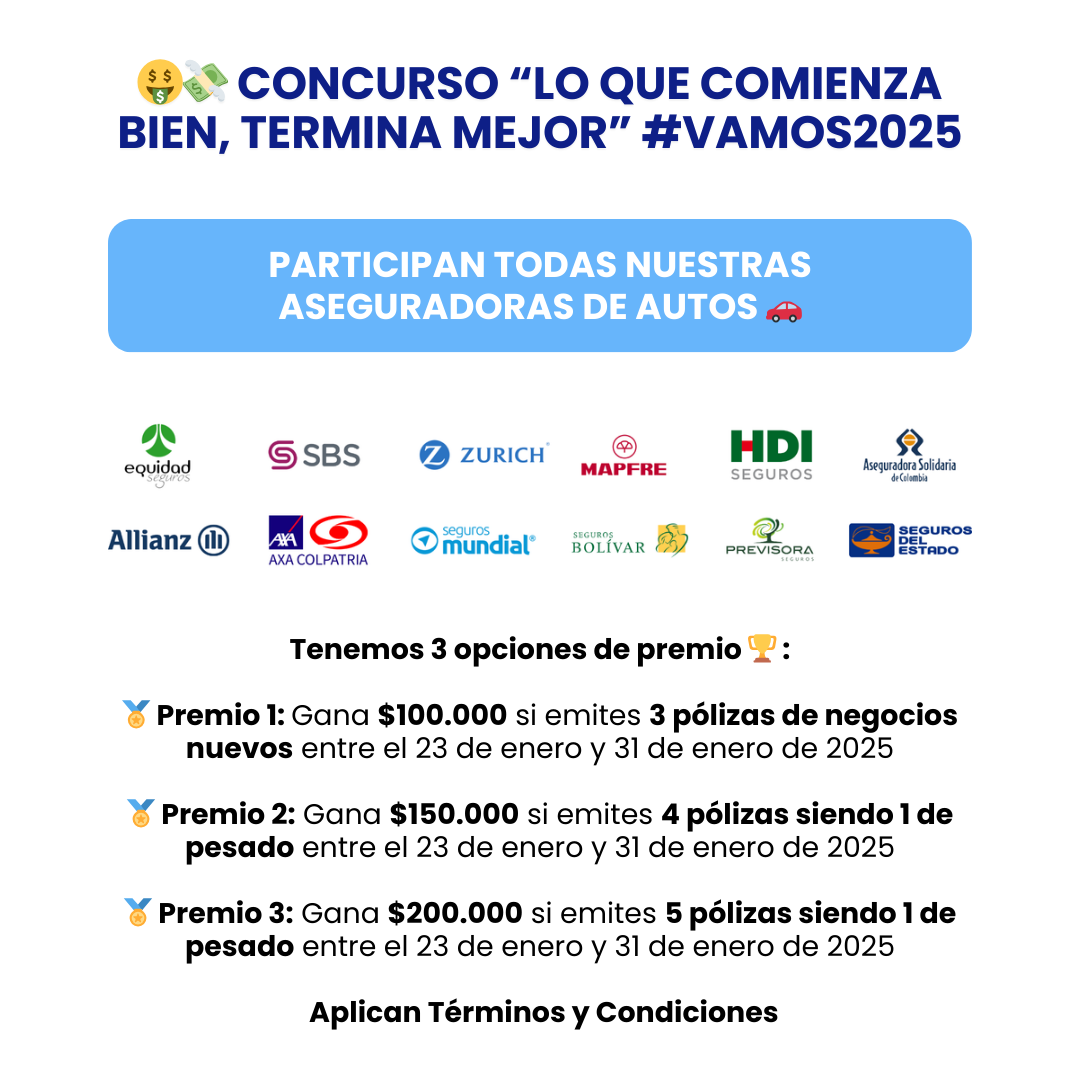 🤑💸 CONCURSO “LO QUE COMIENZA
BIEN, TERMINA MEJOR” #VAMOS2025
PARTICIPAN TODAS NUESTRAS
ASEGURADORAS DE AUTOS 🚗
equidad
seguros
SBS
ZURICH®
MAPFRE
HDI
SEGUROS
Aseguradora Solidaria
de Colombia
Allianz
AXA
AXA COLPATRIA
seguros
mundial®
SEGUROS
BOLÍVAR
PREVISORA
SEGUROS
SEGUROS
DEL
ESTADO
Tenemos 3 opciones de premio🏆:
🏅Premio 1: Gana $100.000 si emites 3 pólizas de negocios
nuevos entre el 23 de enero y 31 de enero de 2025
🏅Premio 2: Gana $150.000 si emites 4 pólizas siendo 1 de
pesado entre el 23 de enero y 31 de enero de 2025
🏅Premio 3: Gana $200.000 si emites 5 pólizas siendo 1 de
pesado entre el 23 de enero y 31 de enero de 2025
Aplican Términos y Condiciones